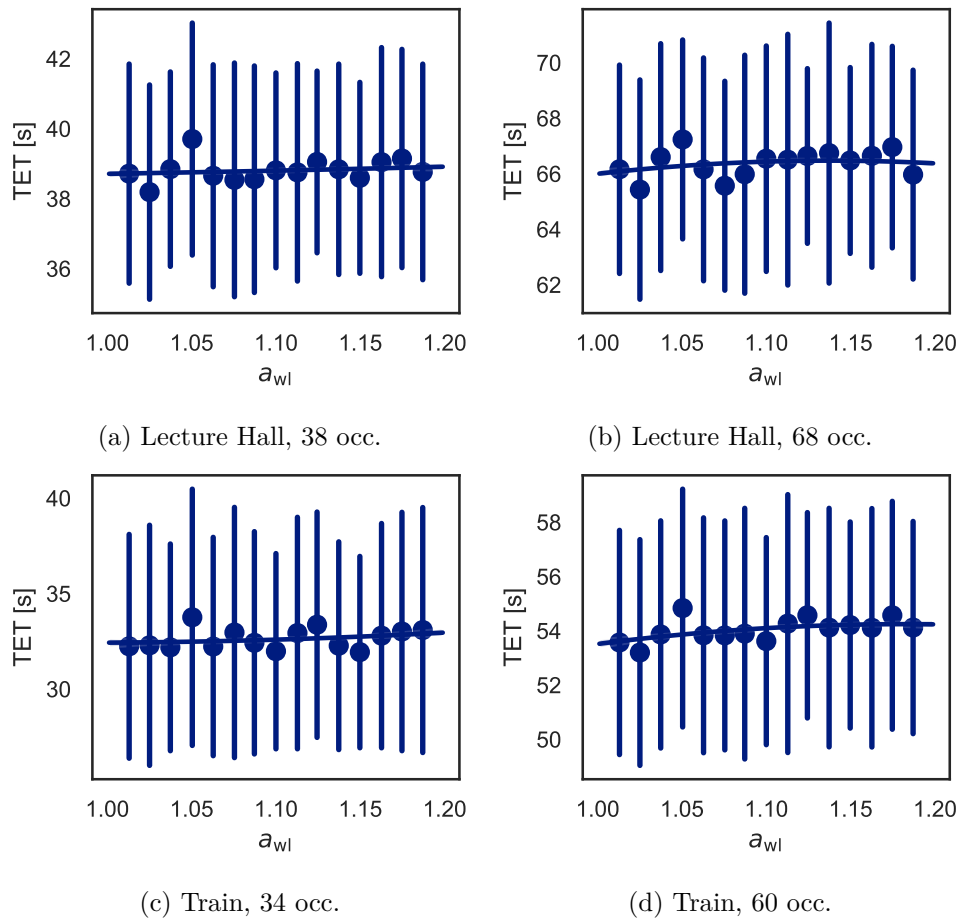 TET [s]
42
40
38
36
1.00 1.05 1.10 1.15 1.20
a_wl
(a) Lecture Hall, 38 occ.
TET [s]
70
68
66
64
62
1.00 1.05 1.10 1.15 1.20
a_wl
(b) Lecture Hall, 68 occ.
TET [s]
40
35
30
1.00 1.05 1.10 1.15 1.20
a_wl
(c) Train, 34 occ.
TET [s]
58
56
54
52
50
1.00 1.05 1.10 1.15 1.20
a_wl
(d) Train, 60 occ.